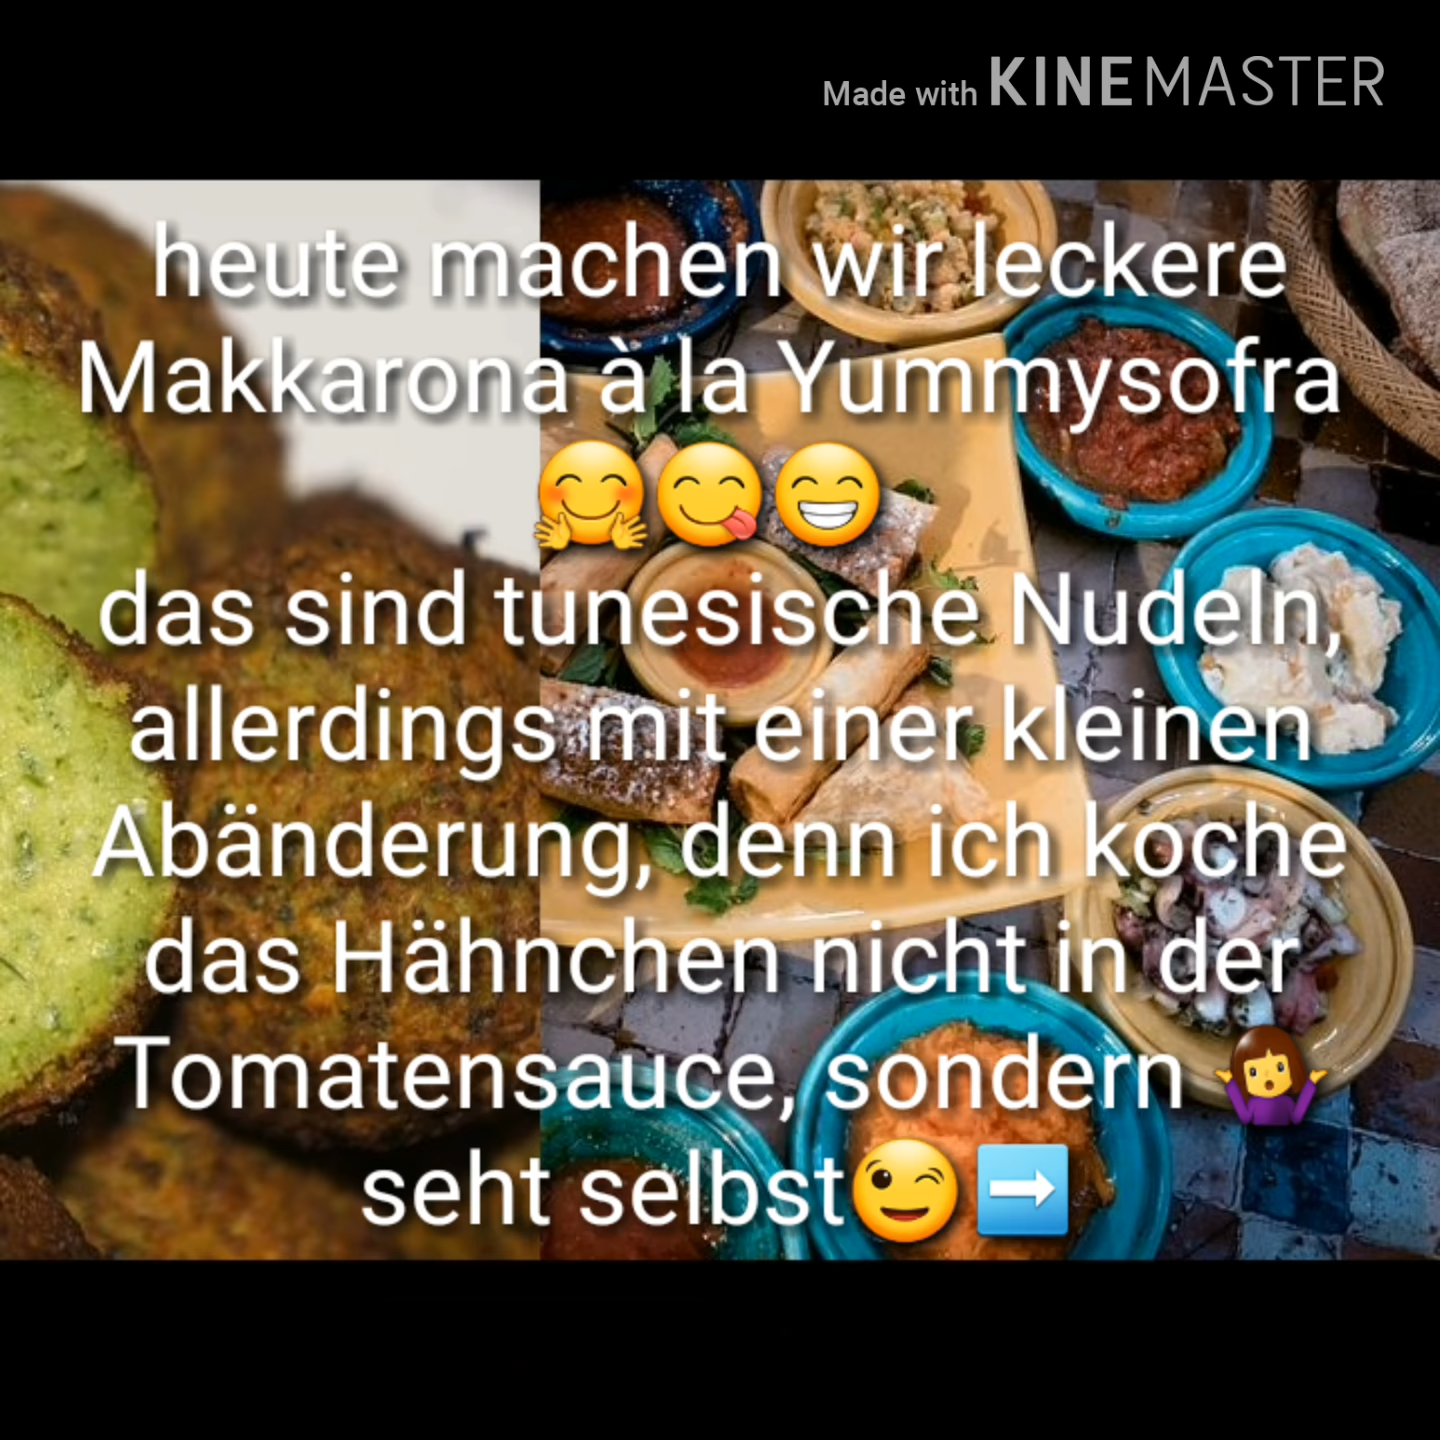 Made with KINEMASTER
heute machen wir leckere
Makkarona à la Yummysofra
🤗😋😁
das sind tunesische Nudeln,
allerdings mit einer kleinen
Abänderung, denn ich koche
das Hähnchen nicht in der
Tomatensauce, sondern 🤷‍♀️
seht selbst😉➡️